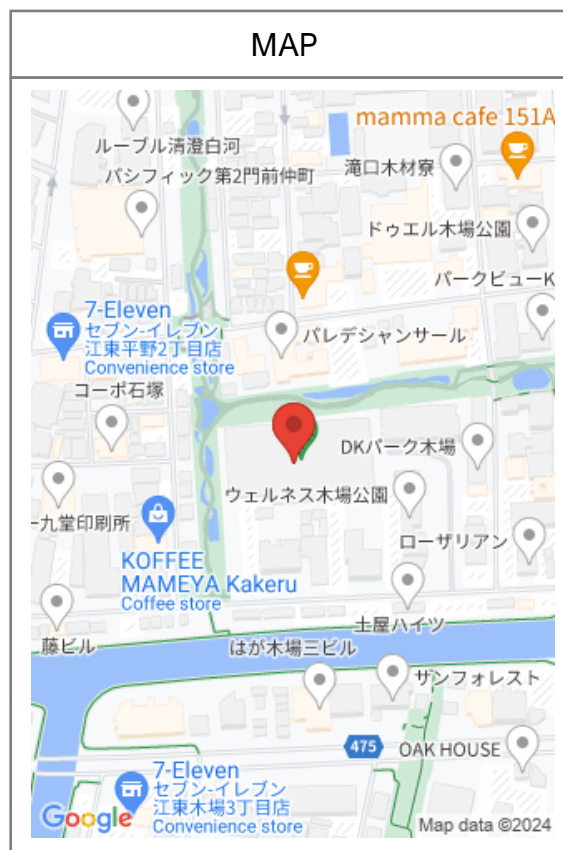 MAP
mamma cafe 151A
ルーブル清澄白河
滝口木材寮
パシフィック第2門前仲町
ドゥエル木場公園
パークビューK
7-Eleven
セブン-イレブン
江東平野2丁目店
Convenience store
パレデシャンサール
コーポ石塚
DKパーク木場
ウェルネス木場公園
一九堂印刷所
ローザリアン
KOFFEE
MAMEYA Kakeru
Coffee store
土屋ハイツ
藤ビル
はが木場三ビル
サンフォレスト
475
OAK HOUSE
7-Eleven
セブン-イレブン
江東木場3丁目店
Convenience store
Google
Map data ©2024